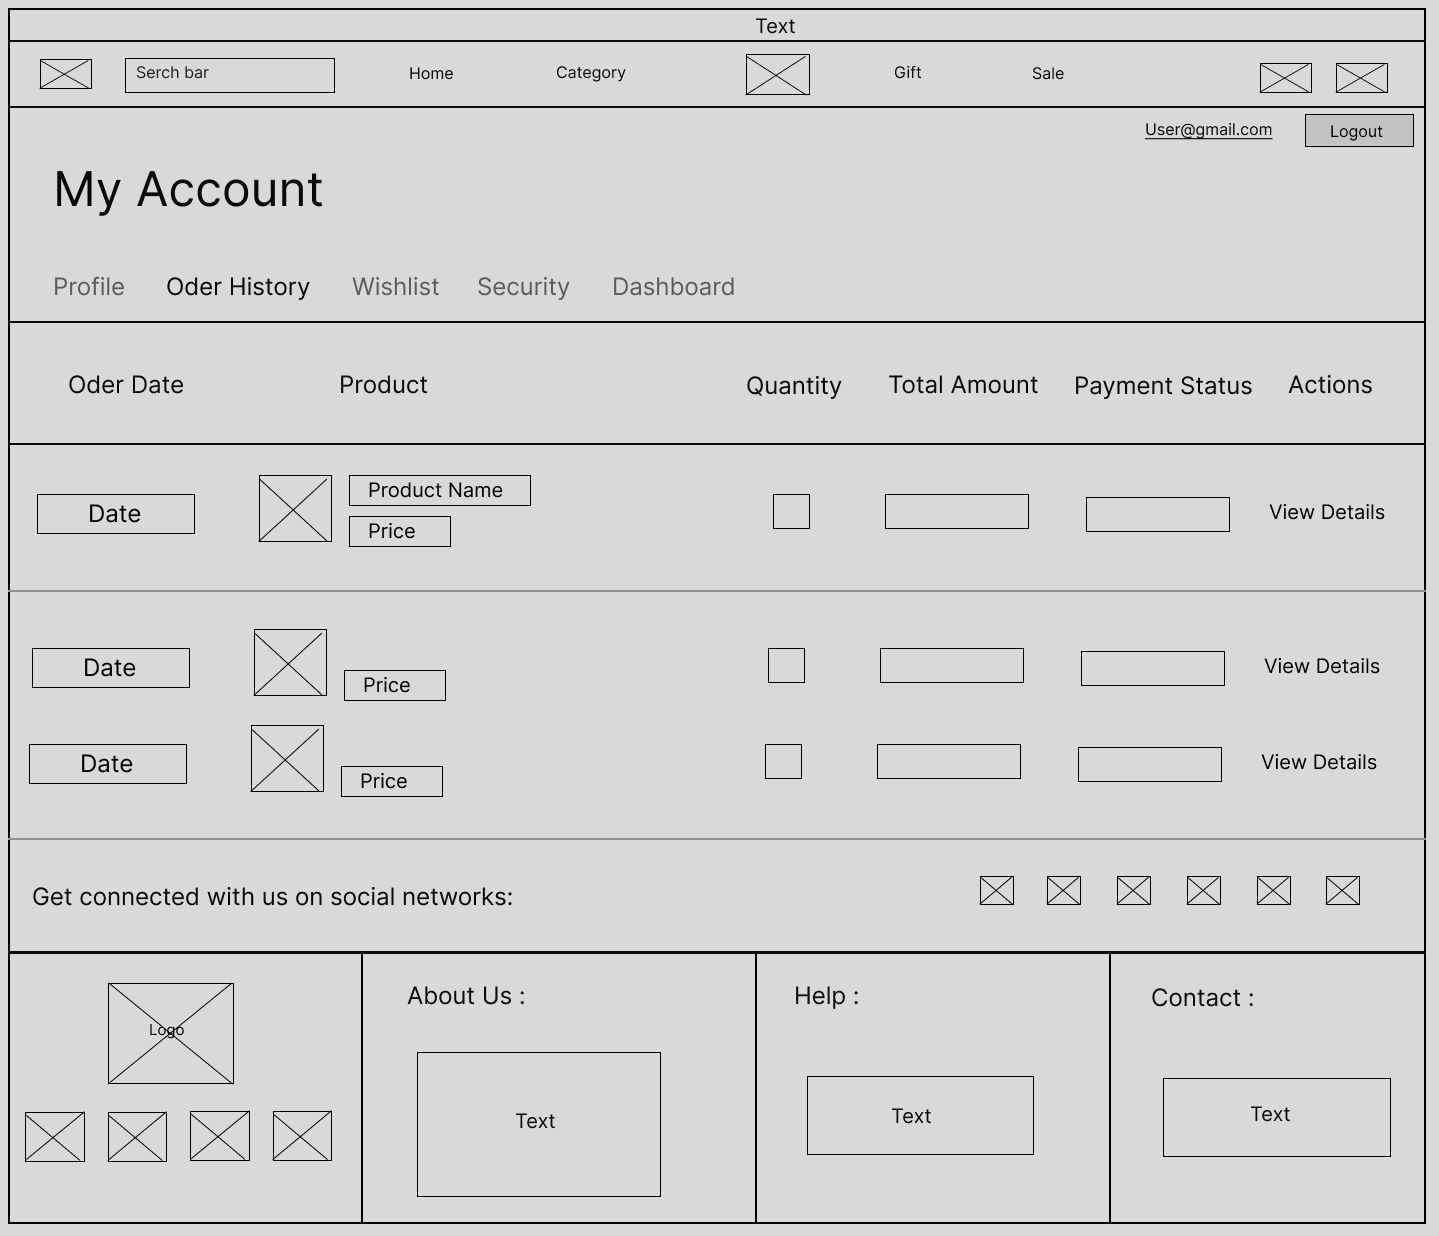 Text
Serch bar Home Category Gift Sale
User@gmail.com Logout
My Account
Profile Oder History Wishlist Security Dashboard
Oder Date Product Quantity Total Amount Payment Status Actions
Product Name
Date View Details
Price
Date View Details
Price
Date View Details
Price
Get connected with us on social networks:
About Us : Help : Contact :
Logo
Text Text Text